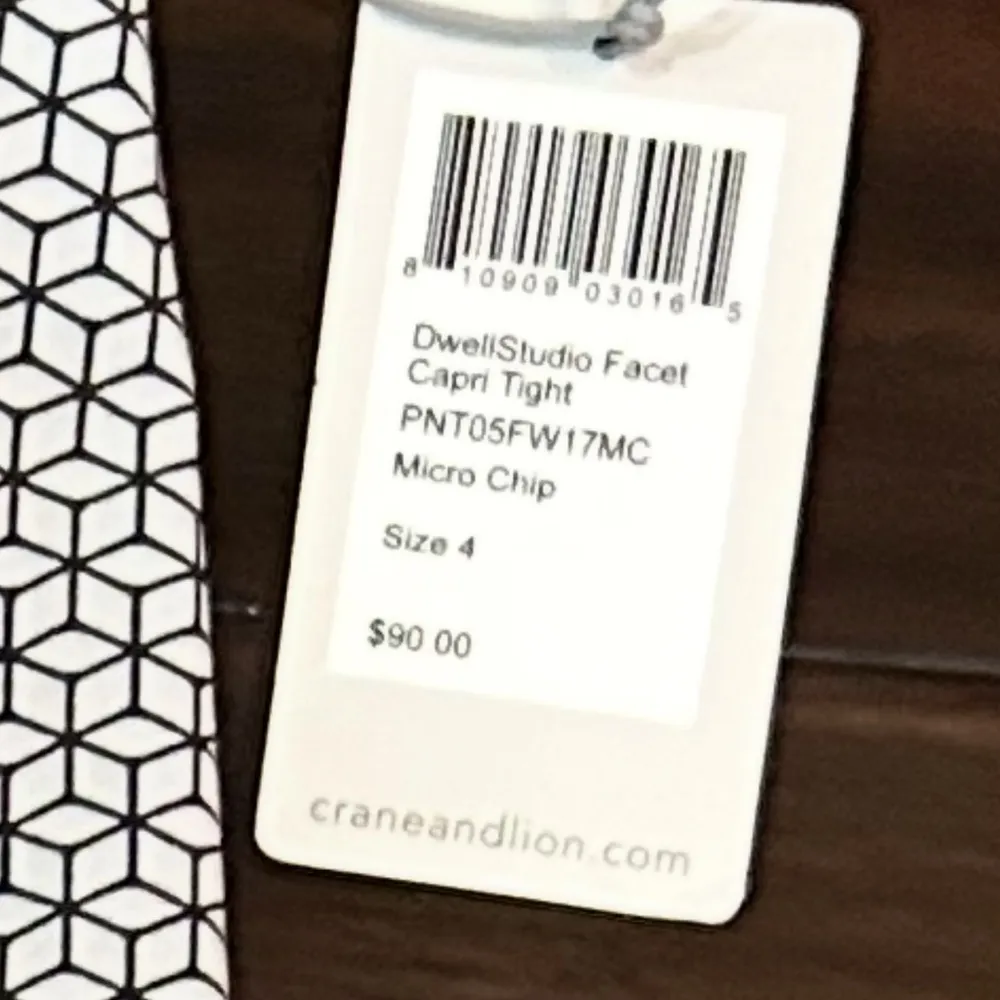 8 10909 03016 5
DwellStudio Facet
Capri Tight
PNT05FW17MC
Micro Chip
Size 4
$90 00
craneandlion.com